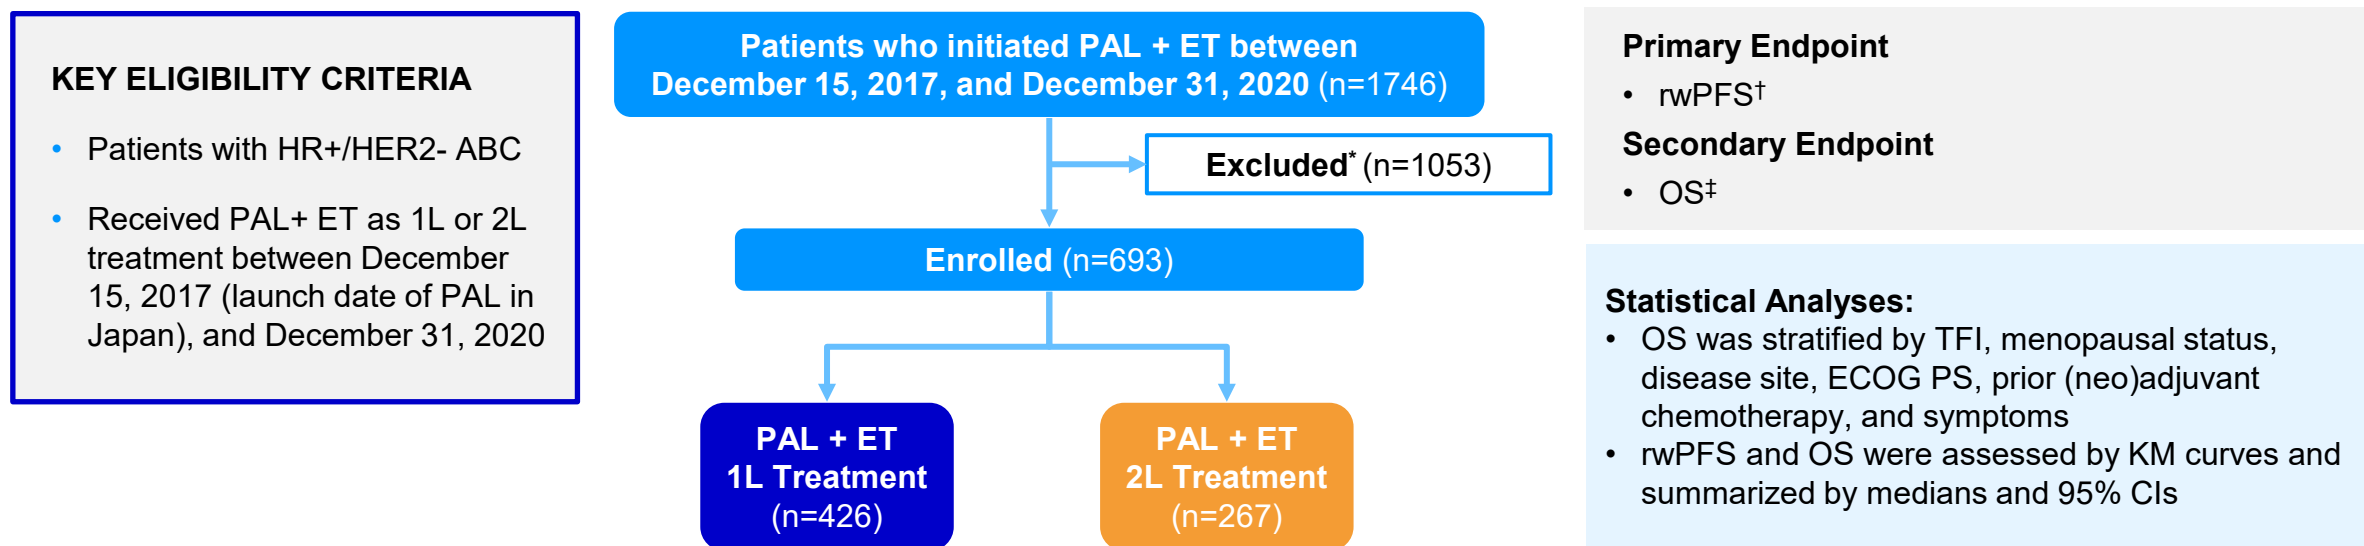 KEY ELIGIBILITY CRITERIA
• Patients with HR+/HER2- ABC
• Received PAL+ ET as 1L or 2L
treatment between December
15, 2017 (launch date of PAL in
Japan), and December 31, 2020
Patients who initiated PAL + ET between
December 15, 2017, and December 31, 2020 (n=1746)
Excluded* (n=1053)
Enrolled (n=693)
PAL + ET
1L Treatment
(n=426)
PAL + ET
2L Treatment
(n=267)
Primary Endpoint
• rwPFS†
Secondary Endpoint
• OS‡
Statistical Analyses:
• OS was stratified by TFI, menopausal status,
disease site, ECOG PS, prior (neo)adjuvant
chemotherapy, and symptoms
• rwPFS and OS were assessed by KM curves and
summarized by medians and 95% CIs